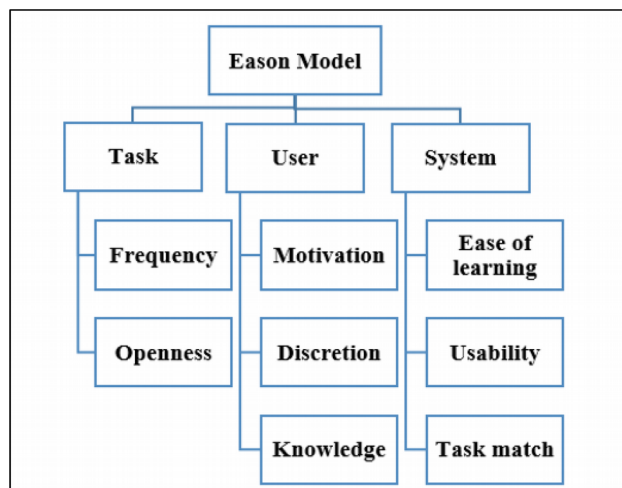 Eason Model
Task
User
System
Frequency
Motivation
Ease of
learning
Openness
Discretion
Usability
Knowledge
Task match